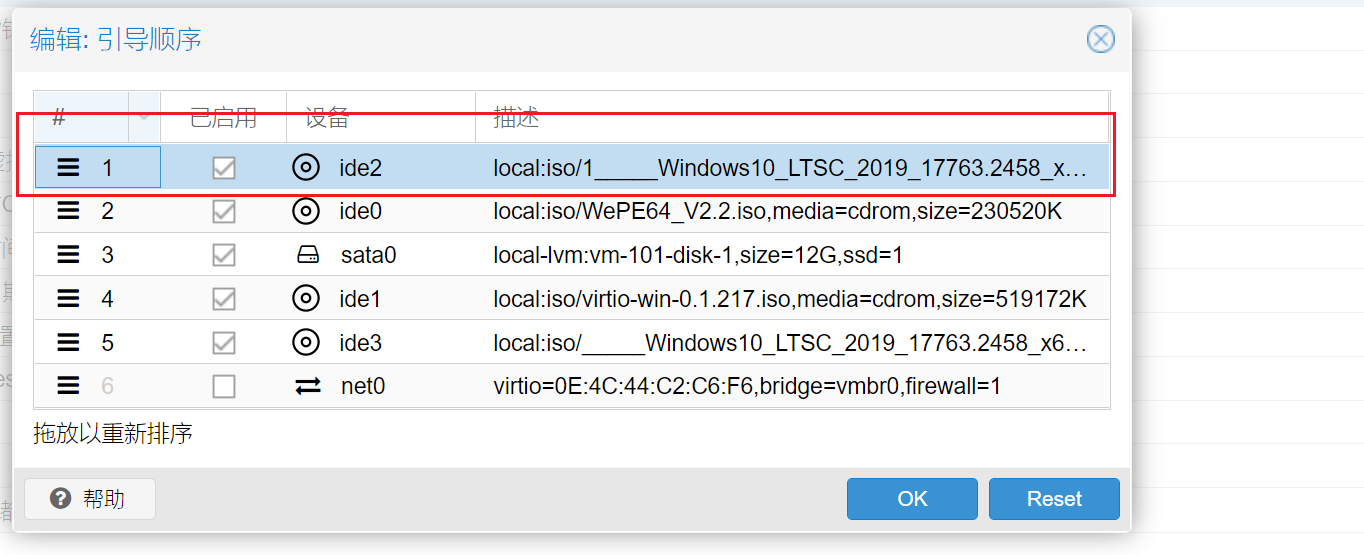 编辑: 引导顺序
# 已启用 设备 描述
1 ide2 local:iso/1_____Windows10_LTSC_2019_17763.2458_x…
2 ide0 local:iso/WePE64_V2.2.iso,media=cdrom,size=230520K
3 sata0 local-lvm:vm-101-disk-1,size=12G,ssd=1
4 ide1 local:iso/virtio-win-0.1.217.iso,media=cdrom,size=519172K
5 ide3 local:iso/_____Windows10_LTSC_2019_17763.2458_x6…
6 net0 virtio=0E:4C:44:C2:C6:F6,bridge=vmbr0,firewall=1
拖放以重新排序
帮助 OK Reset